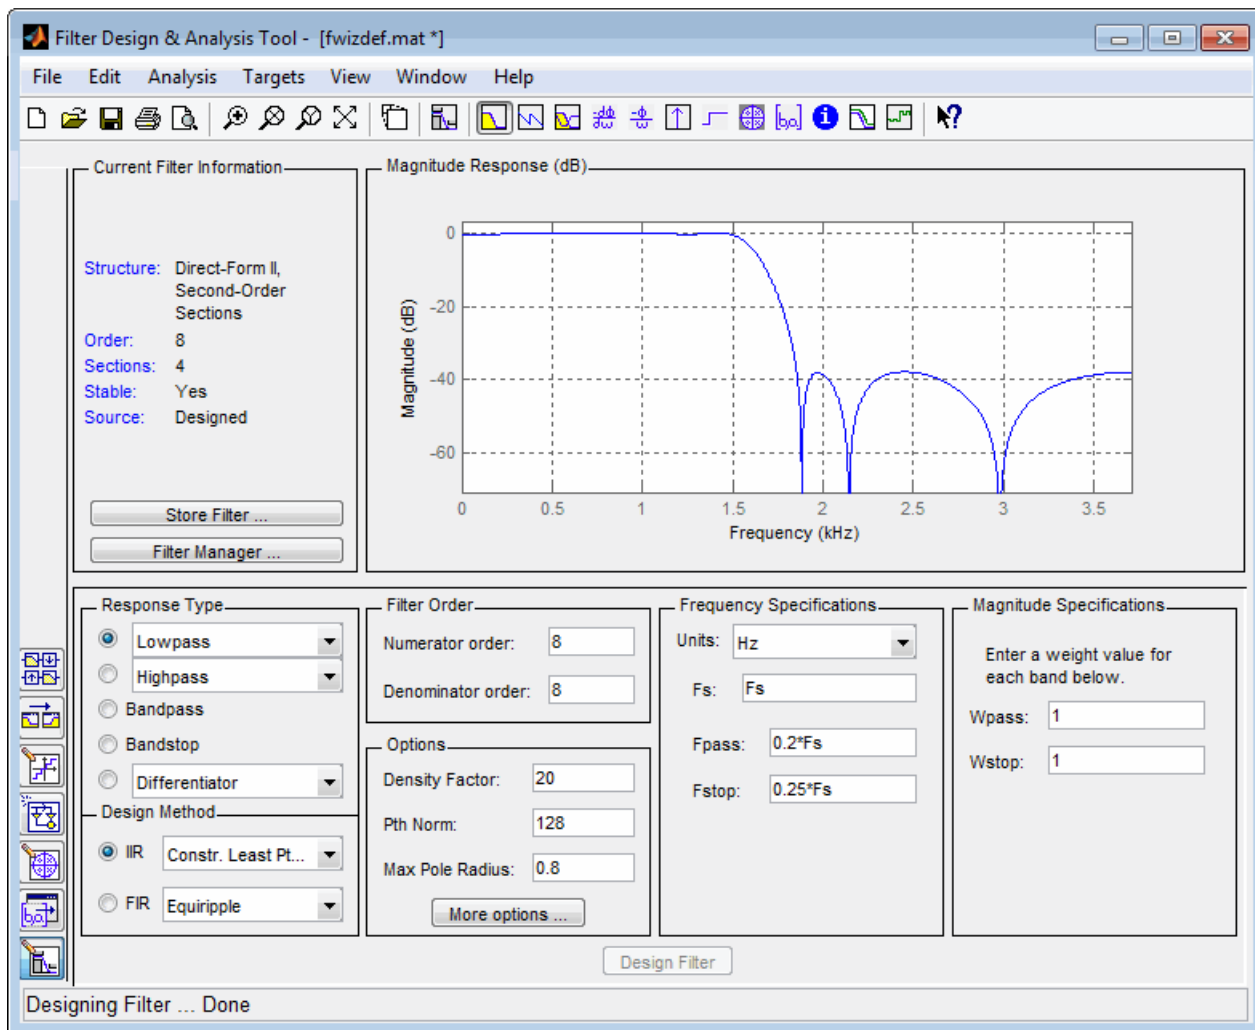 Filter Design & Analysis Tool - [fwizdef.mat *]
File Edit Analysis Targets View Window Help
Current Filter Information
Structure: Direct-Form II,
Second-Order
Sections
Order: 8
Sections: 4
Stable: Yes
Source: Designed
Store Filter ...
Filter Manager ...
Magnitude Response (dB)
Magnitude (dB)
0
-20
-40
-60
0 0.5 1 1.5 2 2.5 3 3.5
Frequency (kHz)
Response Type
Lowpass
Highpass
Bandpass
Bandstop
Differentiator
Design Method
IIR Constr. Least Pt...
FIR Equiripple
Filter Order
Numerator order: 8
Denominator order: 8
Options
Density Factor: 20
Pth Norm: 128
Max Pole Radius: 0.8
More options ...
Frequency Specifications
Units: Hz
Fs: Fs
Fpass: 0.2*Fs
Fstop: 0.25*Fs
Magnitude Specifications
Enter a weight value for
each band below.
Wpass: 1
Wstop: 1
Design Filter
Designing Filter ... Done